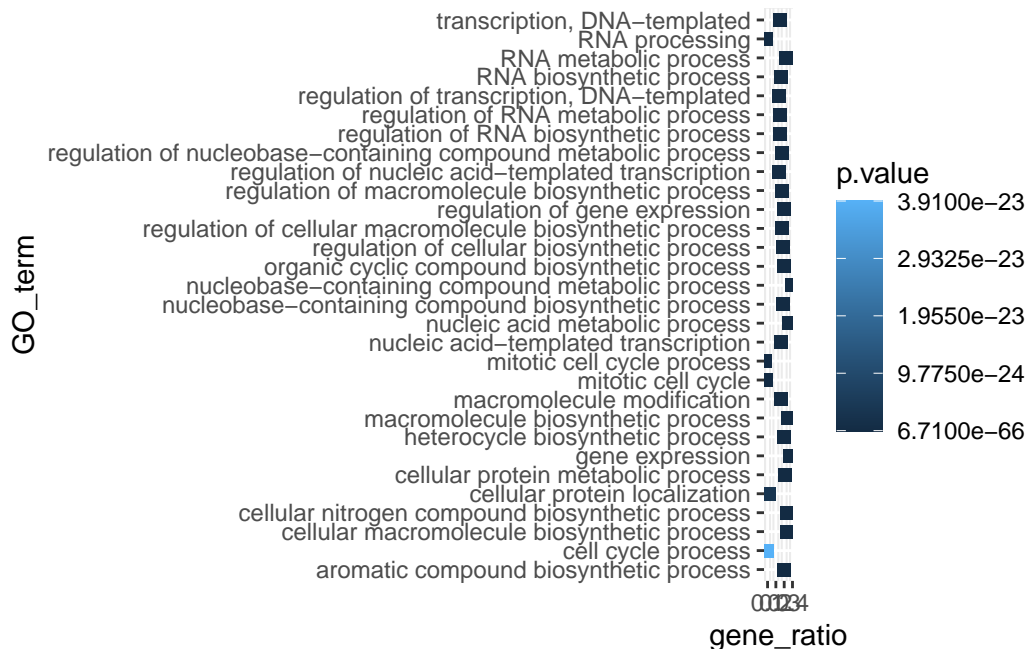 transcription, DNA−templated
RNA processing
RNA metabolic process
RNA biosynthetic process
regulation of transcription, DNA−templated
regulation of RNA metabolic process
regulation of RNA biosynthetic process
regulation of nucleobase−containing compound metabolic process
regulation of nucleic acid−templated transcription
regulation of macromolecule biosynthetic process
regulation of gene expression
regulation of cellular macromolecule biosynthetic process
regulation of cellular biosynthetic process
organic cyclic compound biosynthetic process
nucleobase−containing compound metabolic process
nucleobase−containing compound biosynthetic process
nucleic acid metabolic process
nucleic acid−templated transcription
mitotic cell cycle process
mitotic cell cycle
macromolecule modification
macromolecule biosynthetic process
heterocycle biosynthetic process
gene expression
cellular protein metabolic process
cellular protein localization
cellular nitrogen compound biosynthetic process
cellular macromolecule biosynthetic process
cell cycle process
aromatic compound biosynthetic process
GO_term
gene_ratio
p.value
3.9100e−23
2.9325e−23
1.9550e−23
9.7750e−24
6.7100e−66